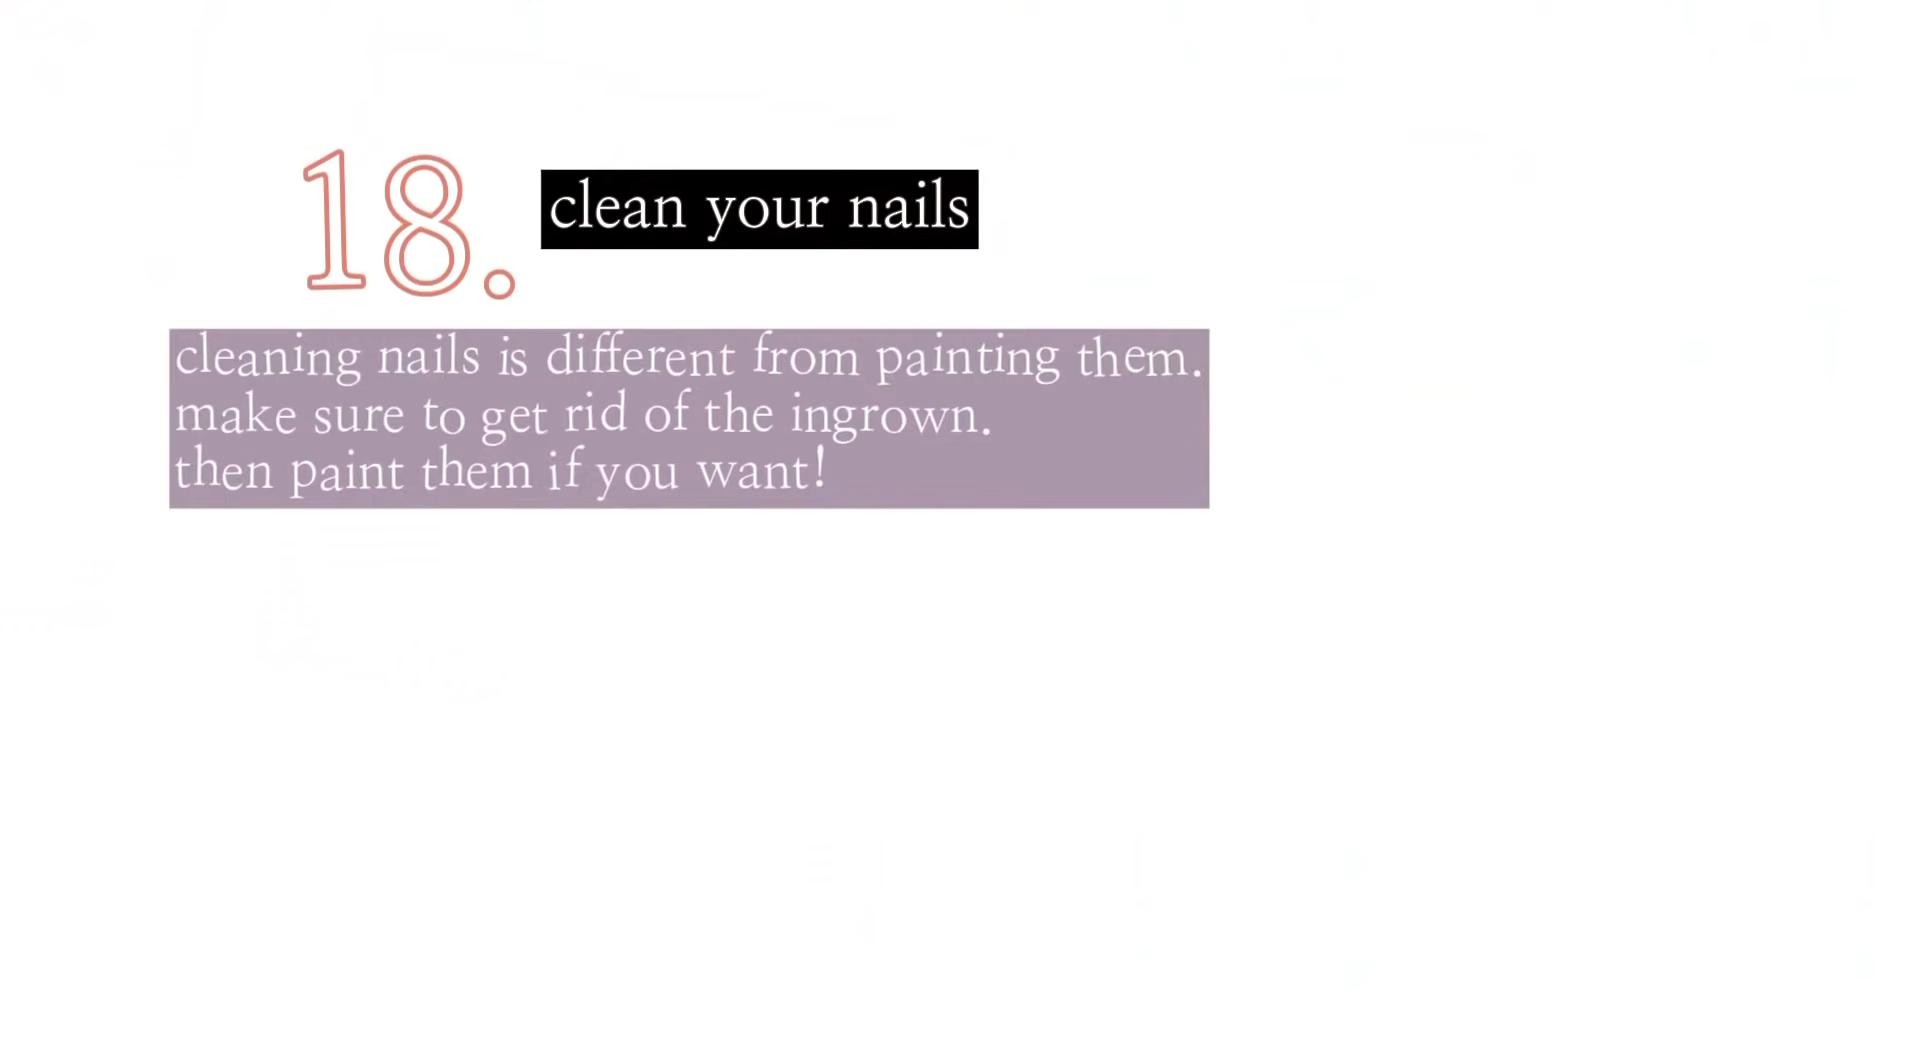 18. clean your nails
cleaning nails is different from painting them.
make sure to get rid of the ingrown.
then paint them if you want!